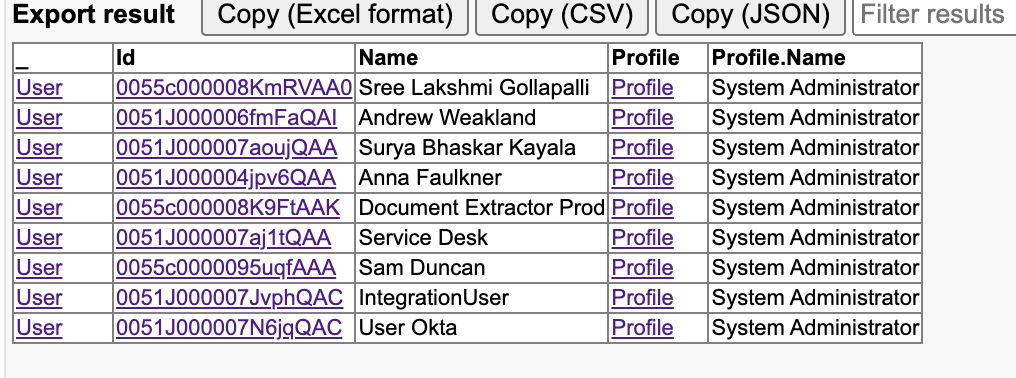 Export result Copy (Excel format) Copy (CSV) Copy (JSON) Filter results
_ Id Name Profile Profile.Name
User 0055c000008KmRVAA0 Sree Lakshmi Gollapalli Profile System Administrator
User 0051J000006fmFaQAI Andrew Weakland Profile System Administrator
User 0051J000007aoujQAA Surya Bhaskar Kayala Profile System Administrator
User 0051J000004jpv6QAA Anna Faulkner Profile System Administrator
User 0055c000008K9FtAAK Document Extractor Prod Profile System Administrator
User 0051J000007aj1tQAA Service Desk Profile System Administrator
User 0055c0000095uqfAAA Sam Duncan Profile System Administrator
User 0051J000007JvphQAC IntegrationUser Profile System Administrator
User 0051J000007N6jqQAC User Okta Profile System Administrator